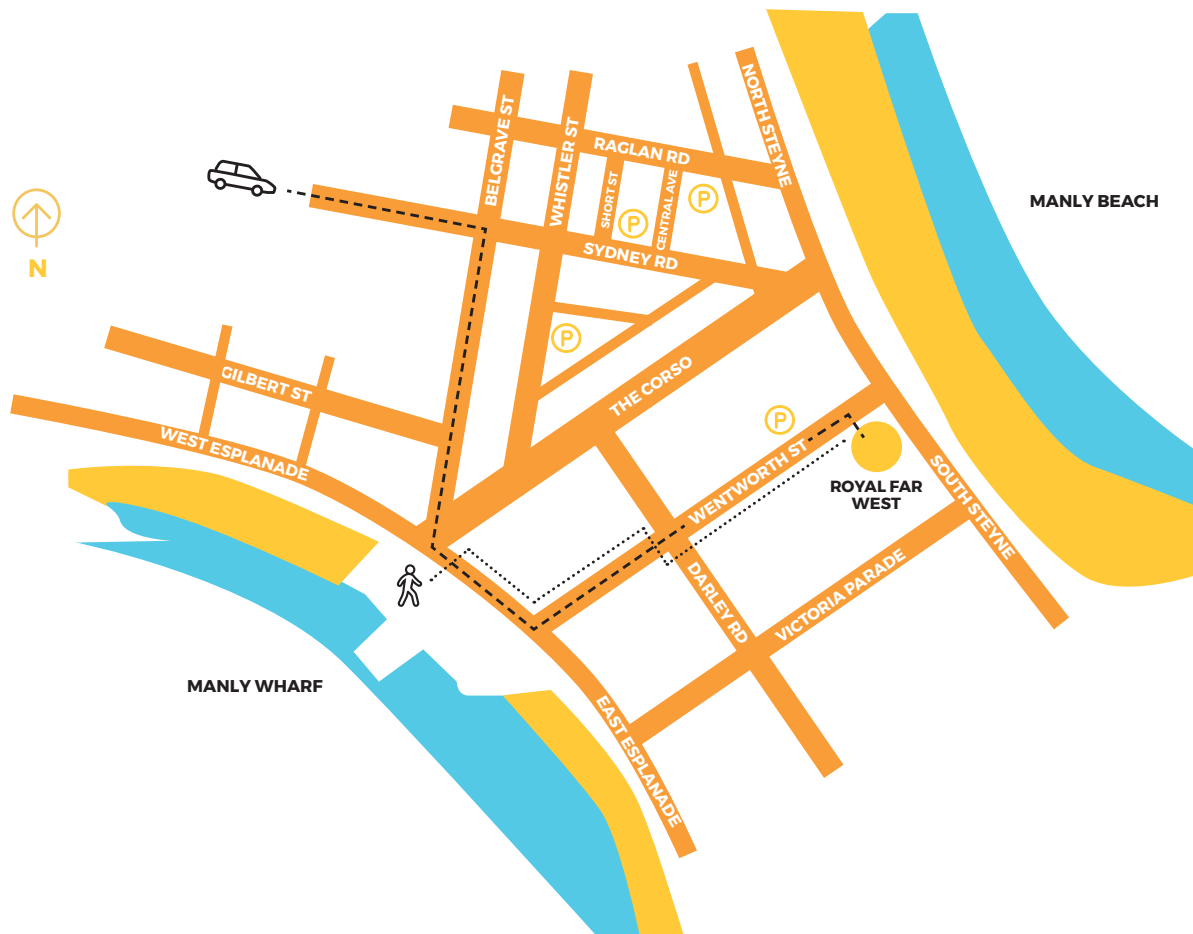 NORTH STEYNE
BELGRAVE ST
WHISTLER ST
RAGLAN RD
SHORT ST
CENTRAL AVE
P
P
MANLY BEACH
SYDNEY RD
N
P
GILBERT ST
THE CORSO
P
WEST ESPLANADE
WENTWORTH ST
ROYAL FAR
WEST
SOUTH STEYNE
DARLEY RD
VICTORIA PARADE
MANLY WHARF
EAST ESPLANADE